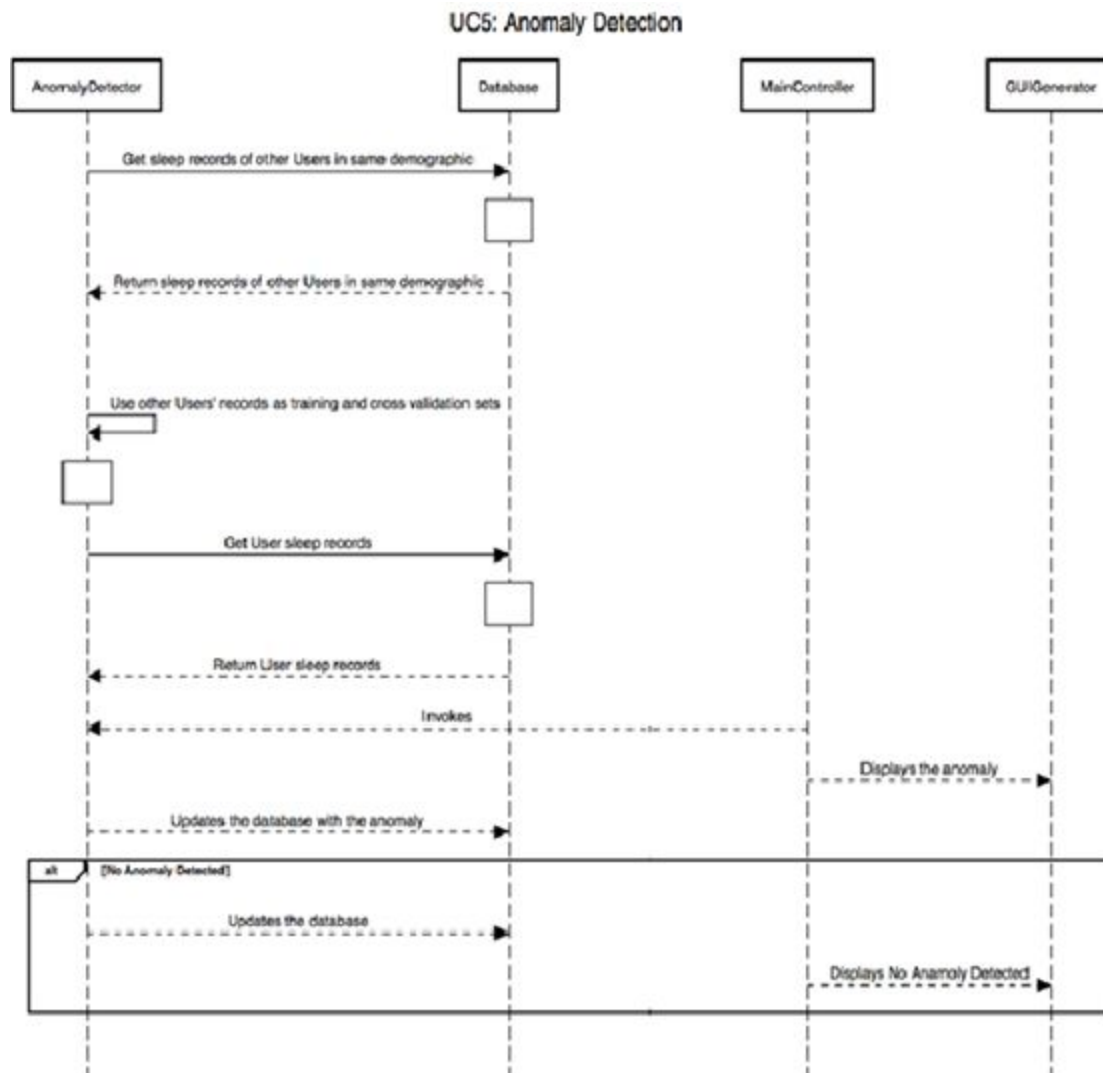 UC5: Anomaly Detection
AnomalyDetector
Database
MainController
GUIGenerator
Get sleep records of other Users in same demographic
Return sleep records of other Users in same demographic
Use other Users' records as training and cross validation sets
Get User sleep records
Return User sleep records
Invokes
Displays the anomaly
Updates the database with the anomaly
alt
[No Anomaly Detected]
Updates the database
Displays No Anamoly Detected